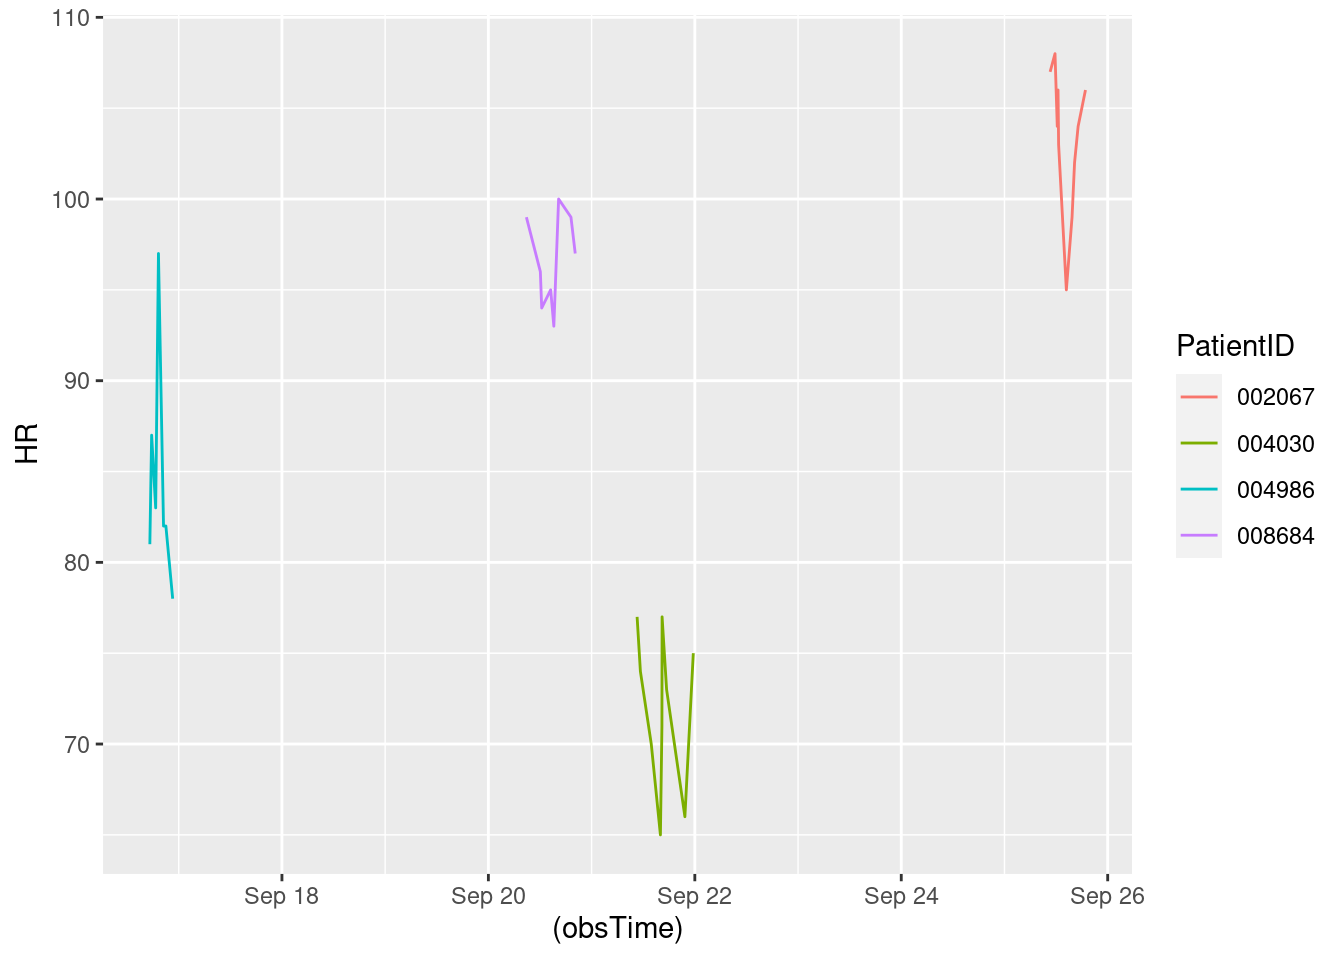 110
100
90
80
70
HR
Sep 18
Sep 20
Sep 22
Sep 24
Sep 26
(obsTime)
PatientID
002067
004030
004986
008684